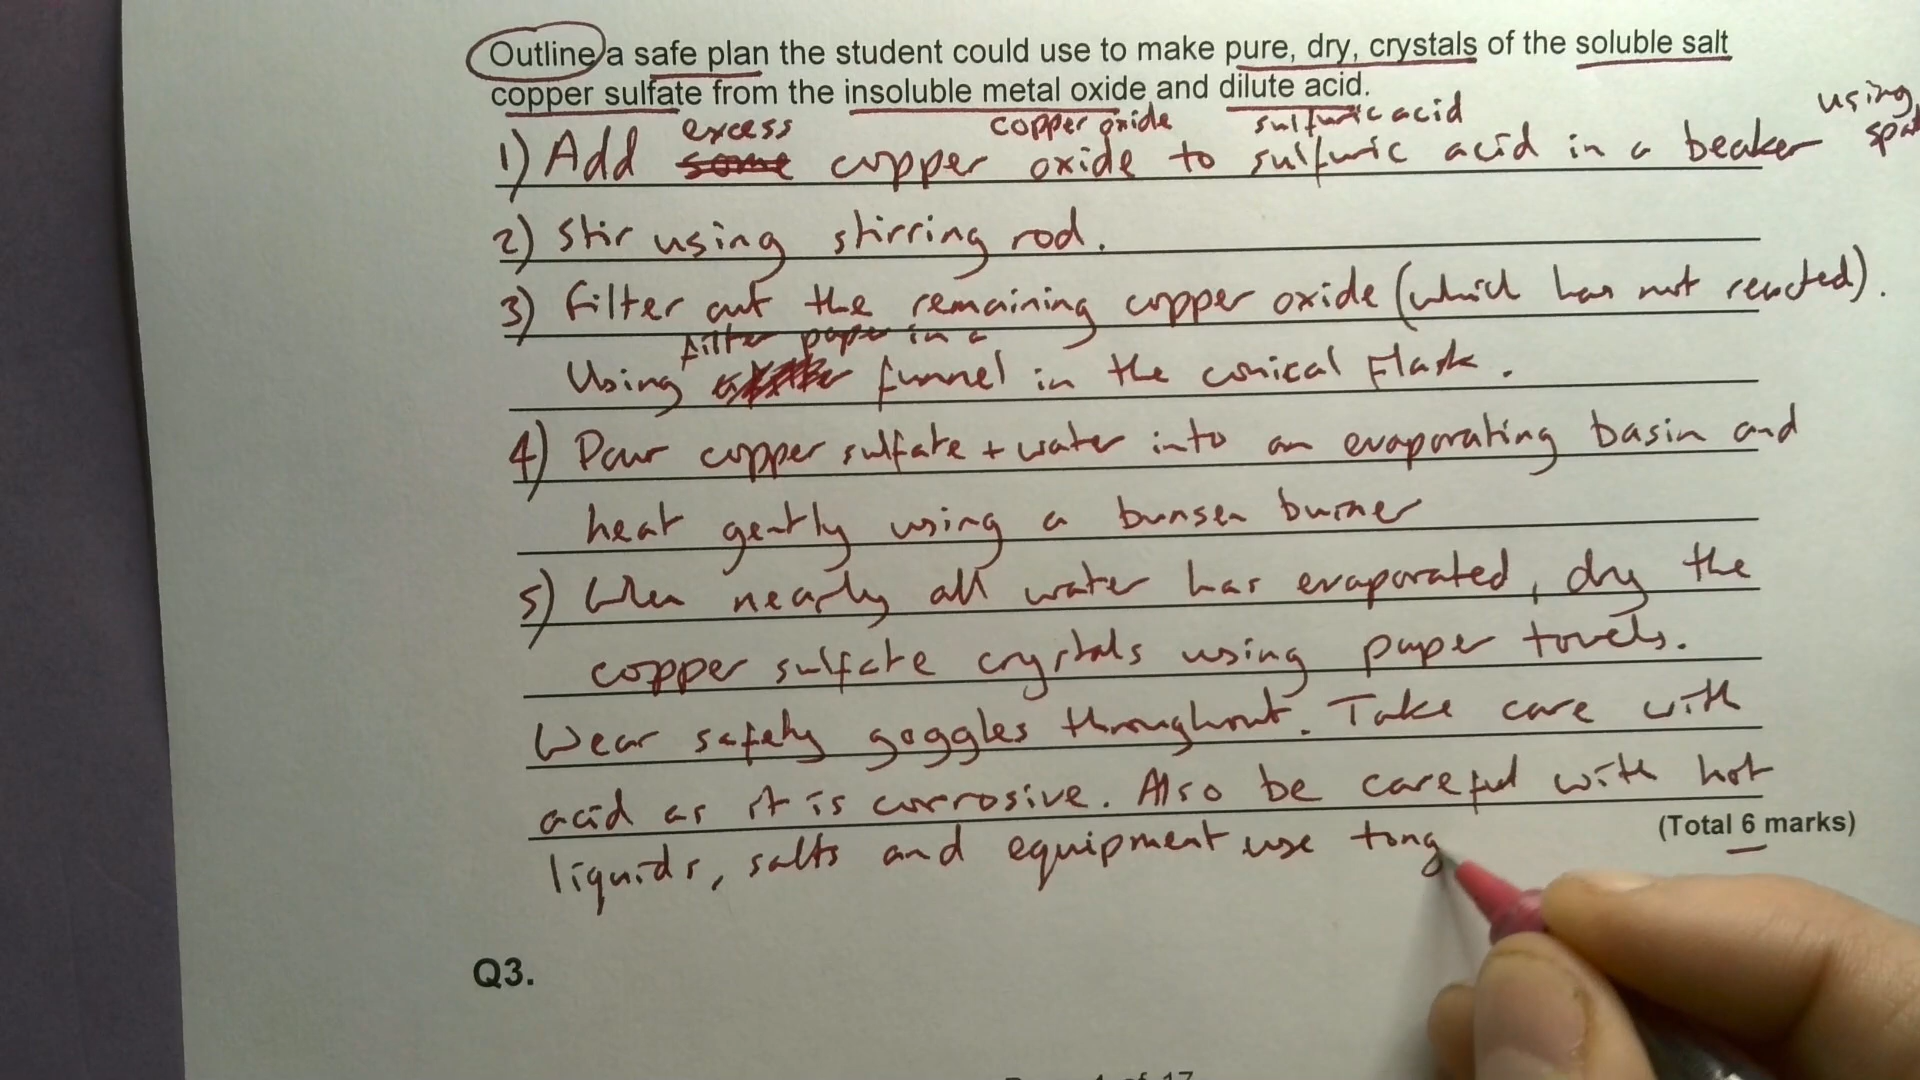 Outline a safe plan the student could use to make pure, dry, crystals of the soluble salt
copper sulfate from the insoluble metal oxide and dilute acid.
excess copper oxide sulfuric acid using
1) Add some copper oxide to sulfuric acid in a beaker
2) Stir using stirring rod.
3) Filter out the remaining copper oxide (which has not reacted).
filter paper in a
Using funnel in the conical flask.
4) Pour copper sulfate + water into an evaporating basin and
heat gently using a bunsen burner
5) When nearly all water has evaporated, dry the
copper sulfate crystals using paper towels.
Wear safety goggles throughout. Take care with
acid as it is corrosive. Also be careful with hot
(Total 6 marks)
liquids, salts and equipment use tong
Q3.